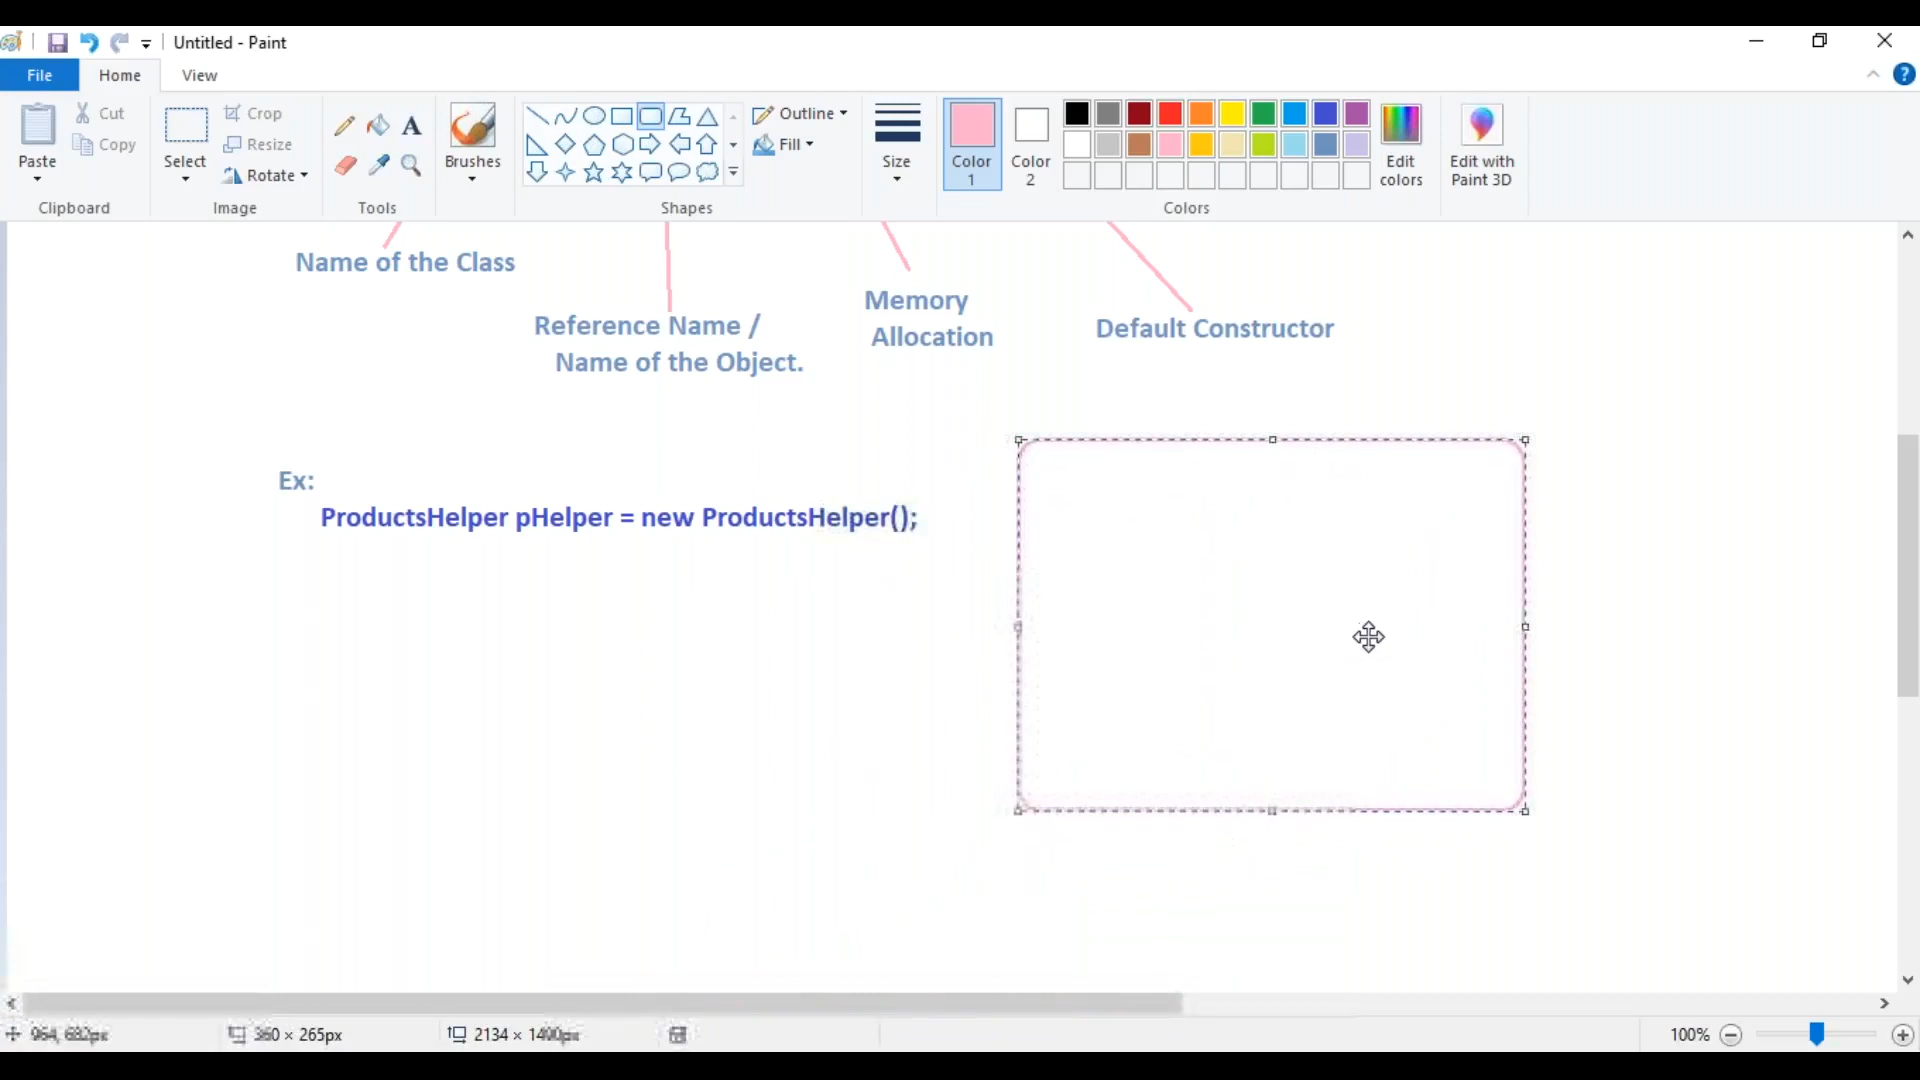 Untitled - Paint
File Home View
Cut
Copy
Paste
Clipboard
Select
Crop
Resize
Rotate
Image
Tools
Brushes
Shapes
Outline
Fill
Size
Color 1
Color 2
Edit colors
Colors
Edit with Paint 3D
Name of the Class
Reference Name /
Name of the Object.
Memory
Allocation
Default Constructor
Ex:
ProductsHelper pHelper = new ProductsHelper();
360 × 265px
2134 × 1490px
100%